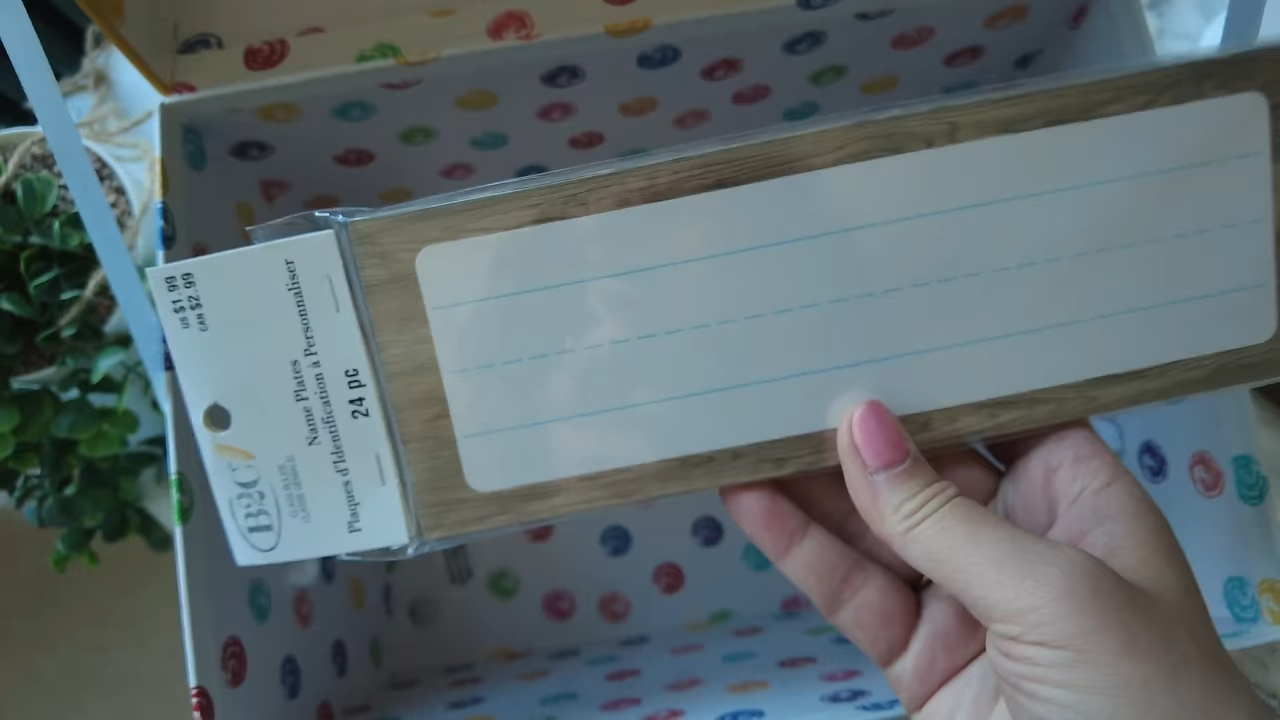 US $1.99
CAN $2.99
Name Plates
Plaques d'Identification à Personnaliser
24 pc
B2C